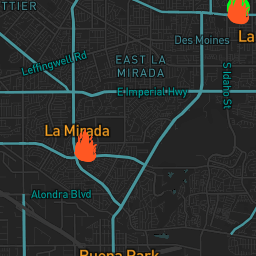 TTIER
La
Des Moines
Leffingwell Rd
EAST LA
MIRADA
S Idaho St
E Imperial Hwy
La Mirada
Alondra Blvd
Buena Park